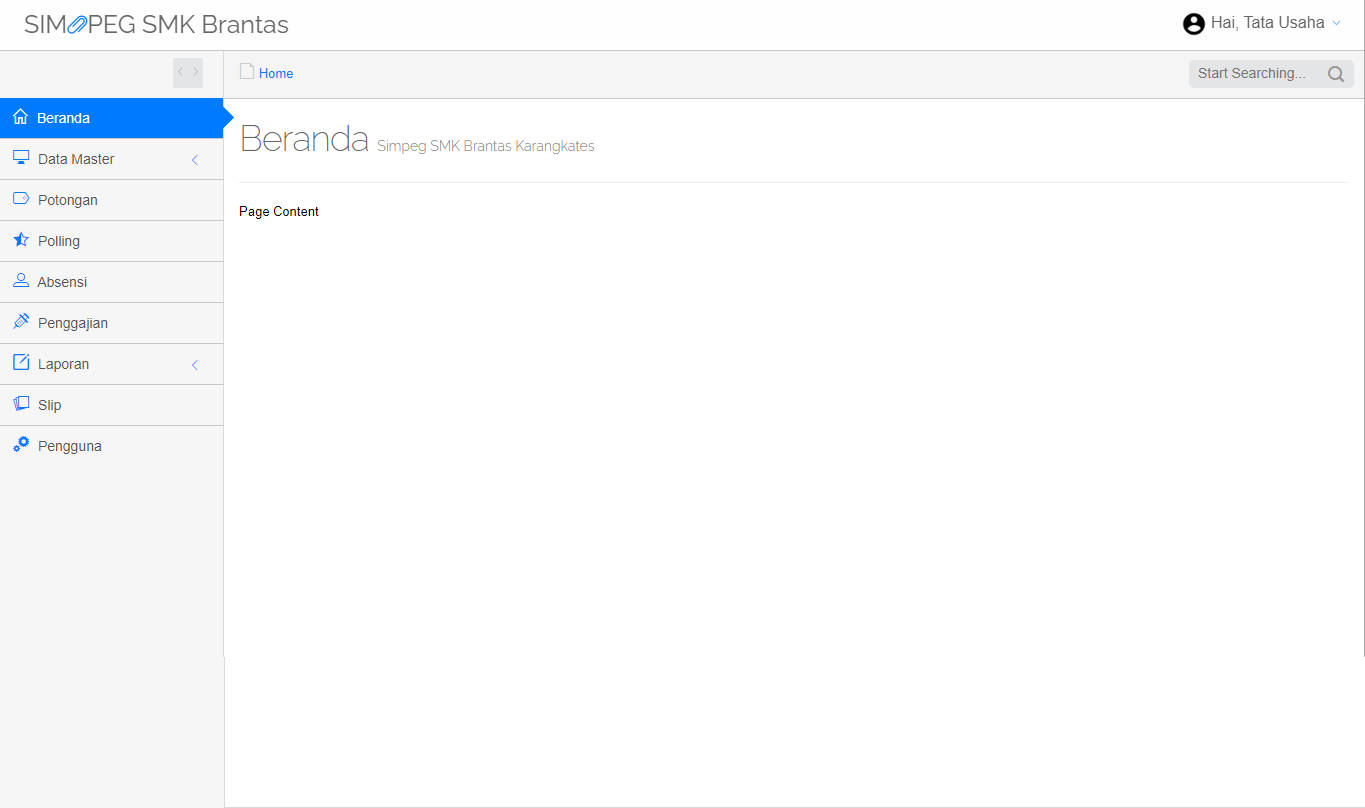 SIMPEG SMK Brantas
Hai, Tata Usaha
Home
Start Searching...
Beranda
Data Master
Potongan
Polling
Absensi
Penggajian
Laporan
Slip
Pengguna
Beranda Simpeg SMK Brantas Karangkates
Page Content